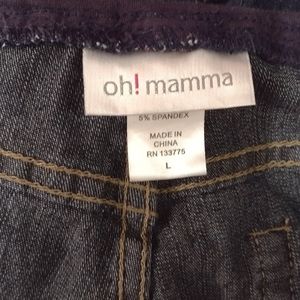 oh! mamma
5% SPANDEX
MADE IN
CHINA
RN 133775
L